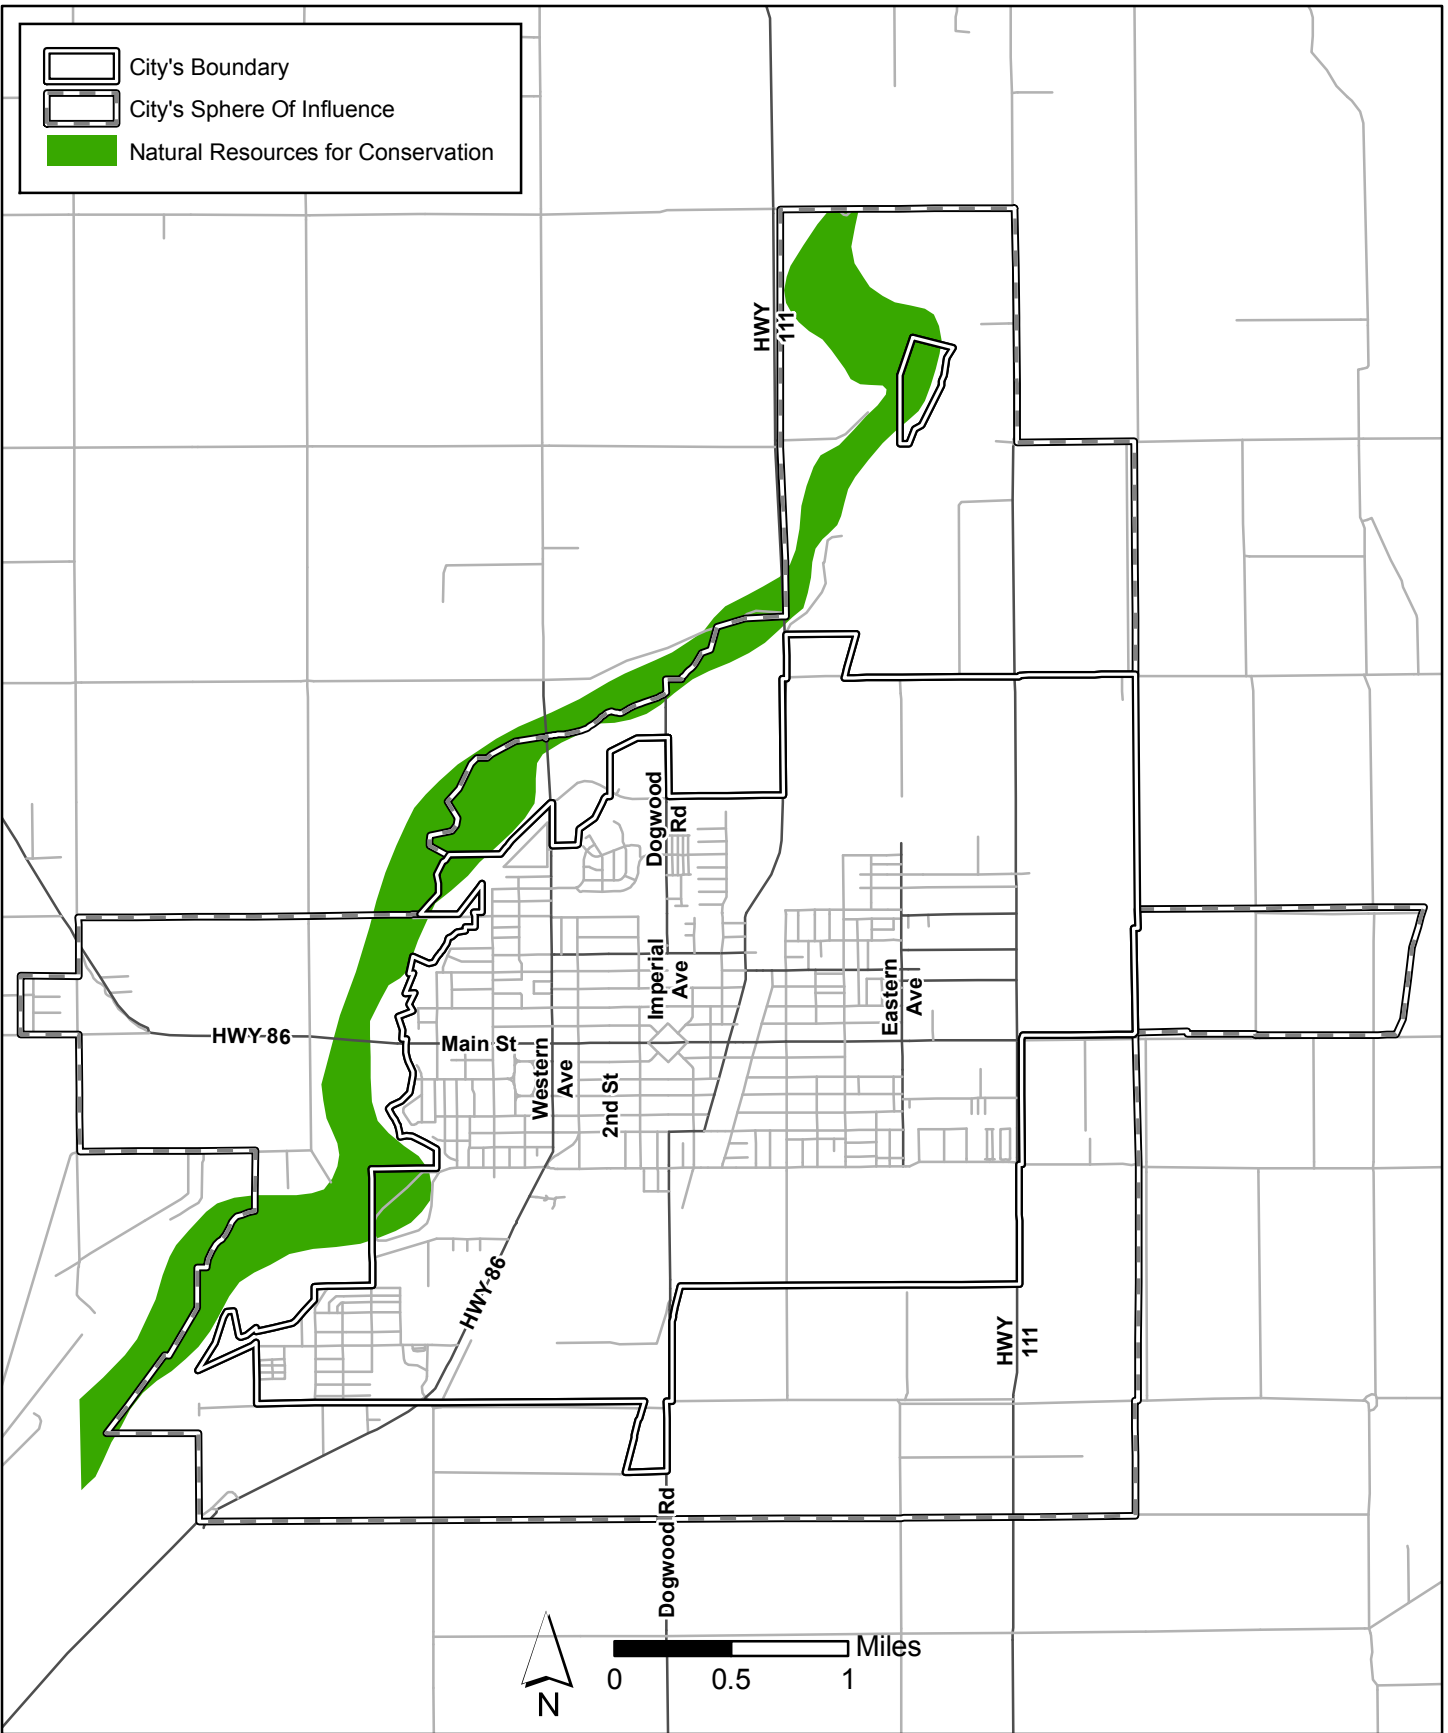 City's Boundary
City's Sphere Of Influence
Natural Resources for Conservation
HWY
111
Dogwood
Rd
Imperial
Ave
Eastern
Ave
HWY 86
Main St
Western
Ave
2nd St
HWY 86
HWY
111
Dogwood Rd
Miles
0 0.5 1
N